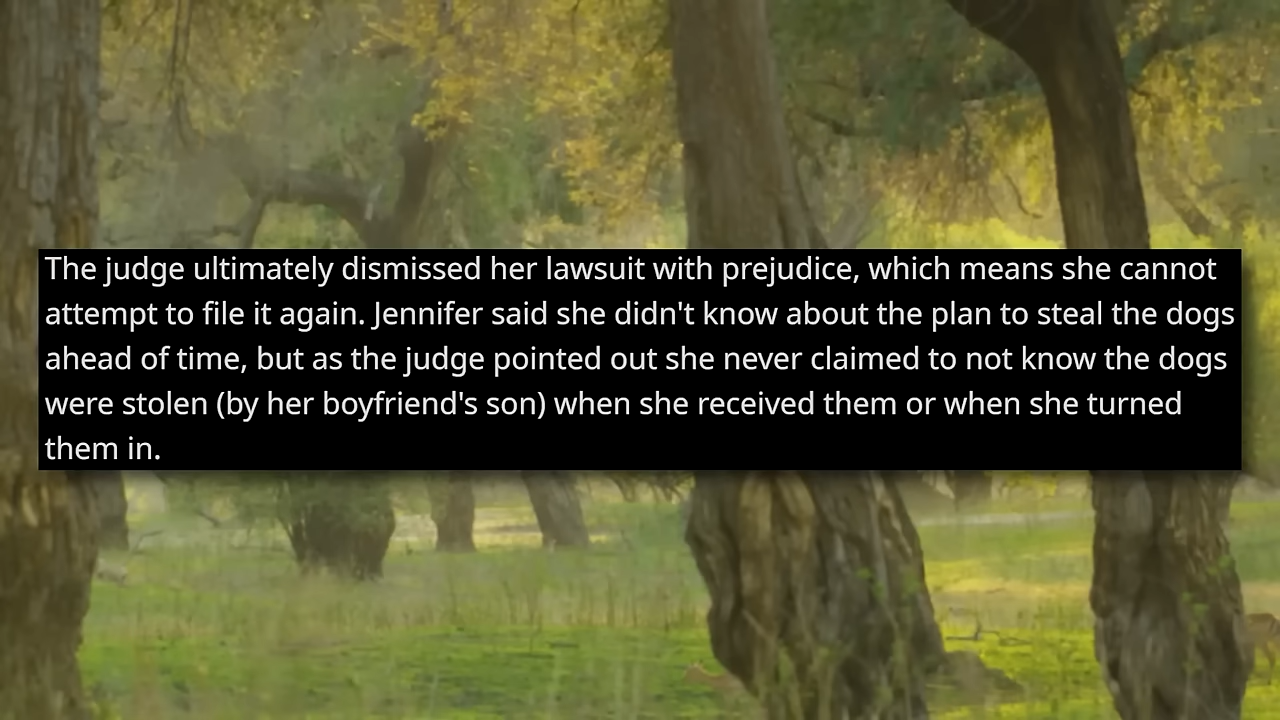 The judge ultimately dismissed her lawsuit with prejudice, which means she cannot
attempt to file it again. Jennifer said she didn't know about the plan to steal the dogs
ahead of time, but as the judge pointed out she never claimed to not know the dogs
were stolen (by her boyfriend's son) when she received them or when she turned
them in.